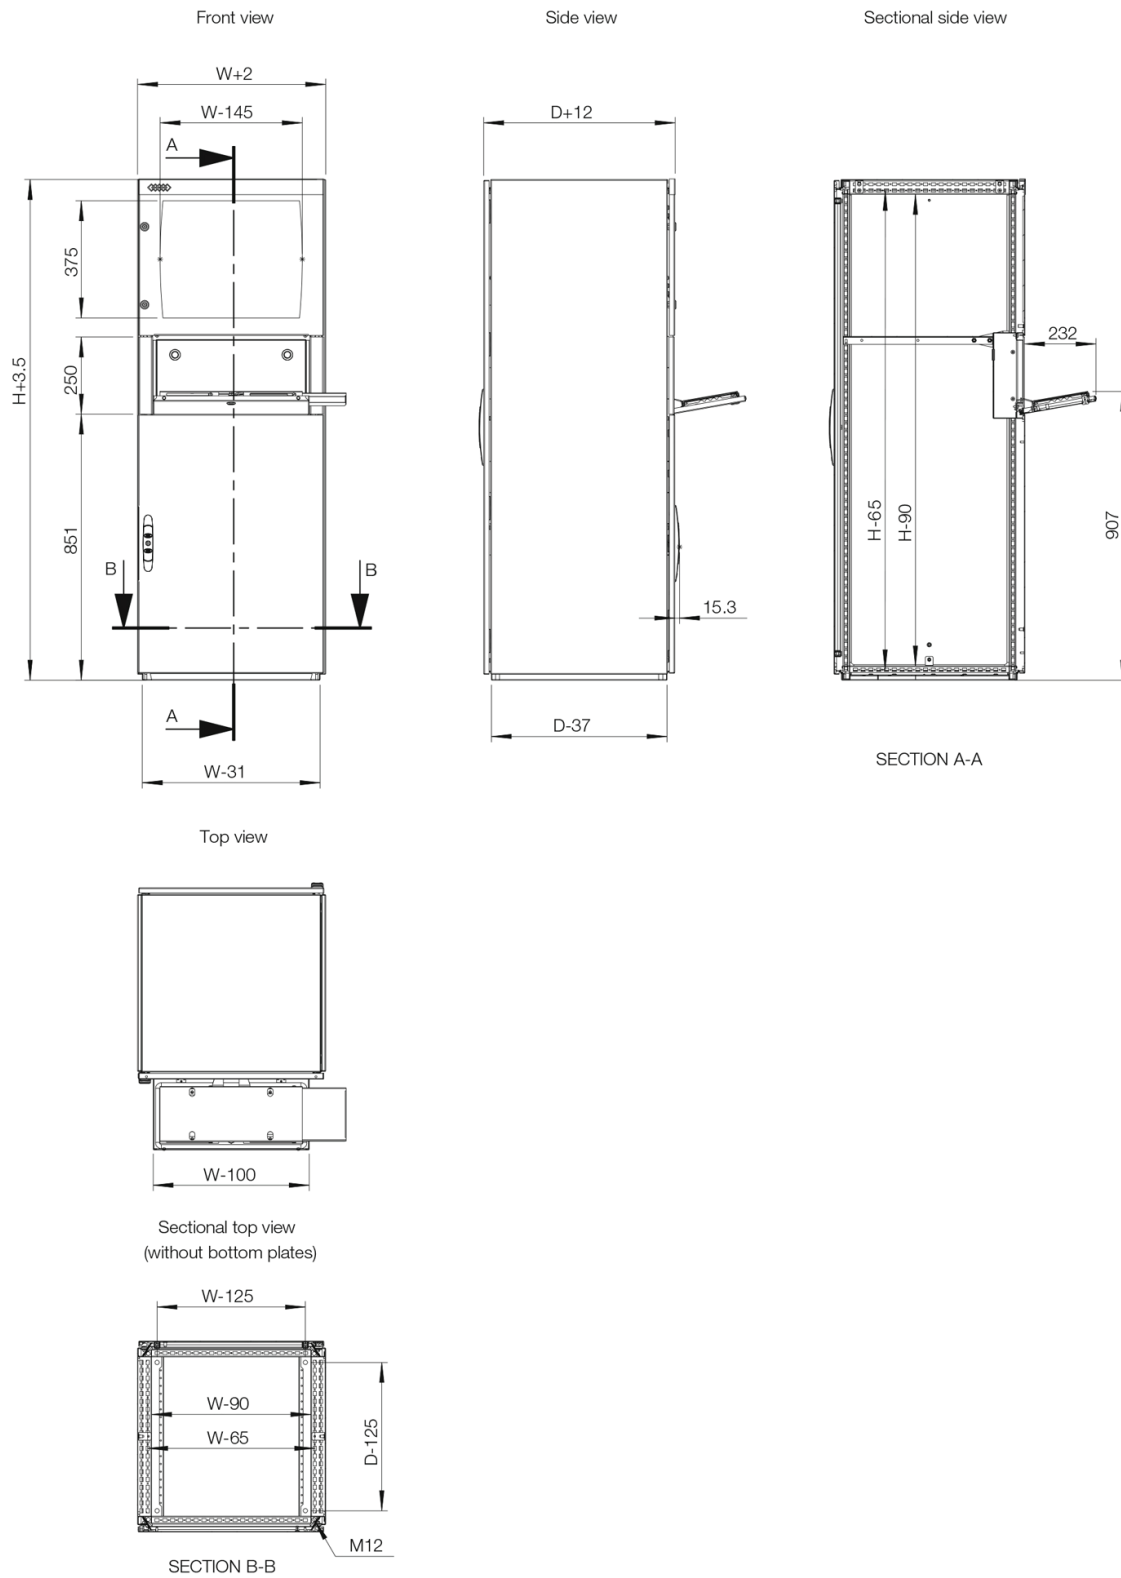 Front view
Side view
Sectional side view
W+2
W-145
D+12
A
375
H+3.5
250
232
851
H-65
H-90
907
B
B
15.3
A
D-37
W-31
SECTION A-A
Top view
W-100
Sectional top view
(without bottom plates)
W-125
W-90
W-65
D-125
M12
SECTION B-B